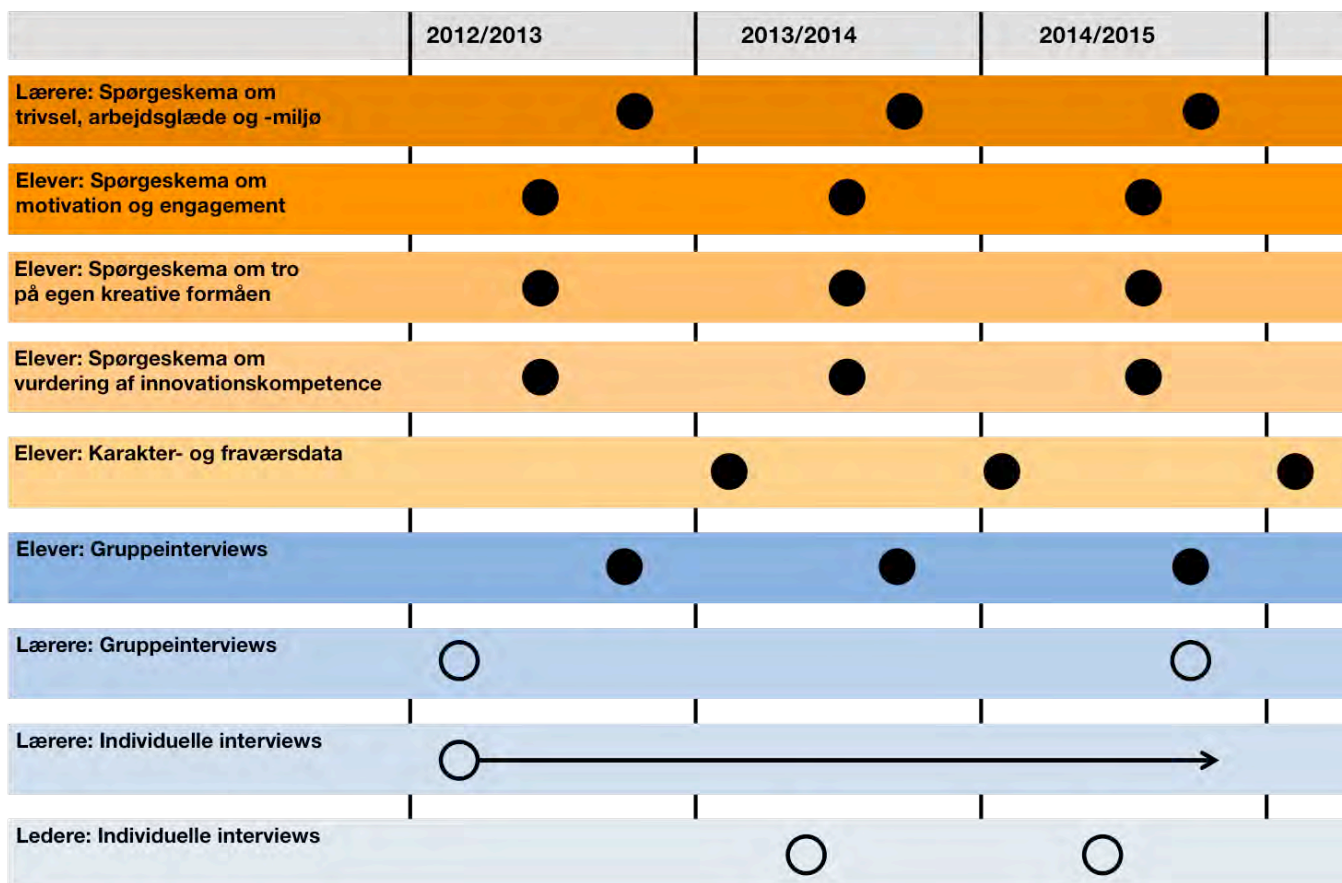 2012/2013 2013/2014 2014/2015
Lærere: Spørgeskema om
trivsel, arbejdsglæde og -miljø
Elever: Spørgeskema om
motivation og engagement
Elever: Spørgeskema om tro
på egen kreative formåen
Elever: Spørgeskema om
vurdering af innovationskompetence
Elever: Karakter- og fraværsdata
Elever: Gruppeinterviews
Lærere: Gruppeinterviews
Lærere: Individuelle interviews
Ledere: Individuelle interviews